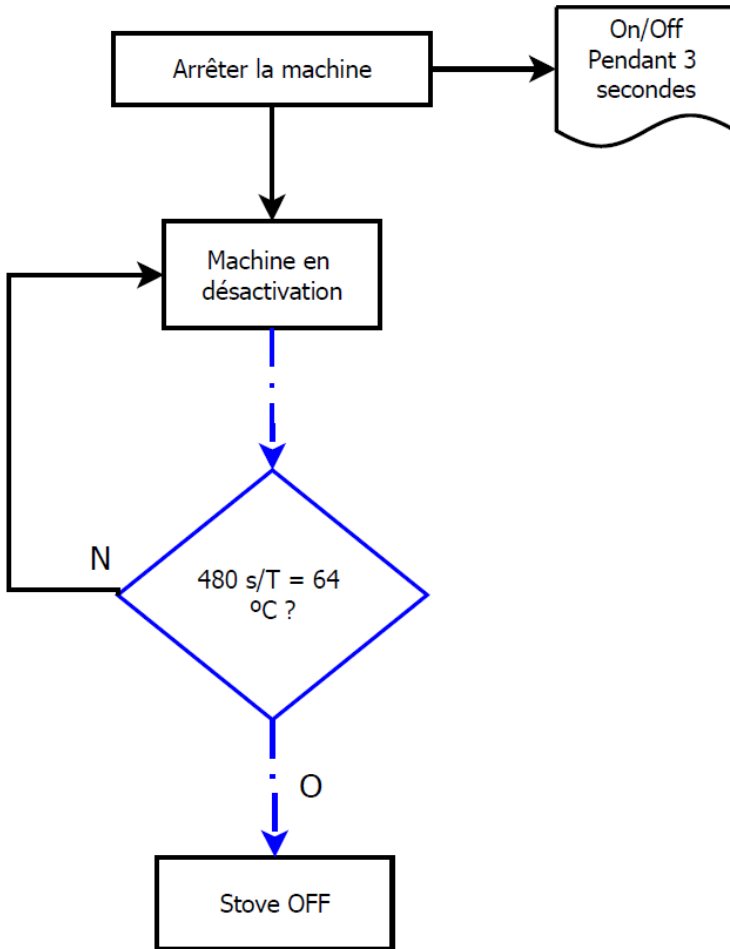 Arrêter la machine
On/Off
Pendant 3
secondes
Machine en
désactivation
N
480 s/T = 64
ºC ?
O
Stove OFF